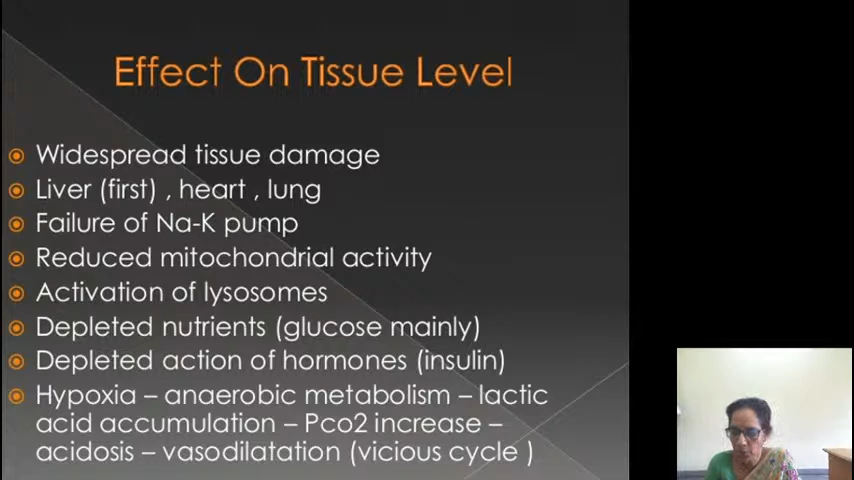 Effect On Tissue Level
Widespread tissue damage
Liver (first) , heart , lung
Failure of Na-K pump
Reduced mitochondrial activity
Activation of lysosomes
Depleted nutrients (glucose mainly)
Depleted action of hormones (insulin)
Hypoxia – anaerobic metabolism – lactic
acid accumulation – Pco2 increase –
acidosis – vasodilatation (vicious cycle )